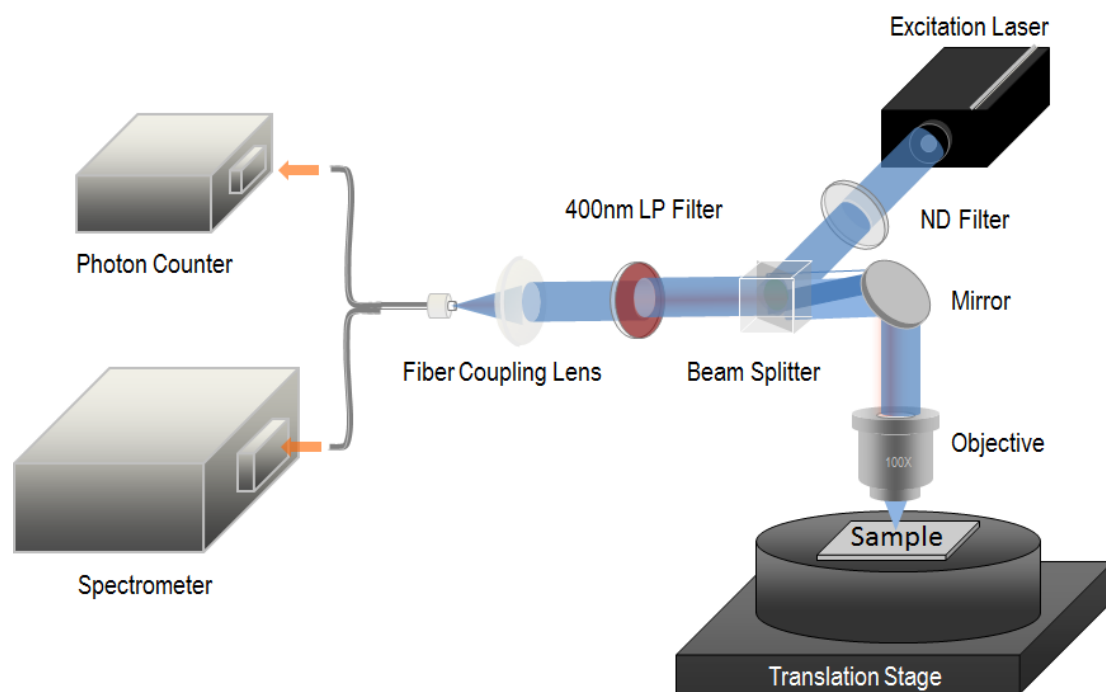 Excitation Laser
400nm LP Filter
ND Filter
Photon Counter
Mirror
Fiber Coupling Lens
Beam Splitter
Objective
100X
Sample
Spectrometer
Translation Stage